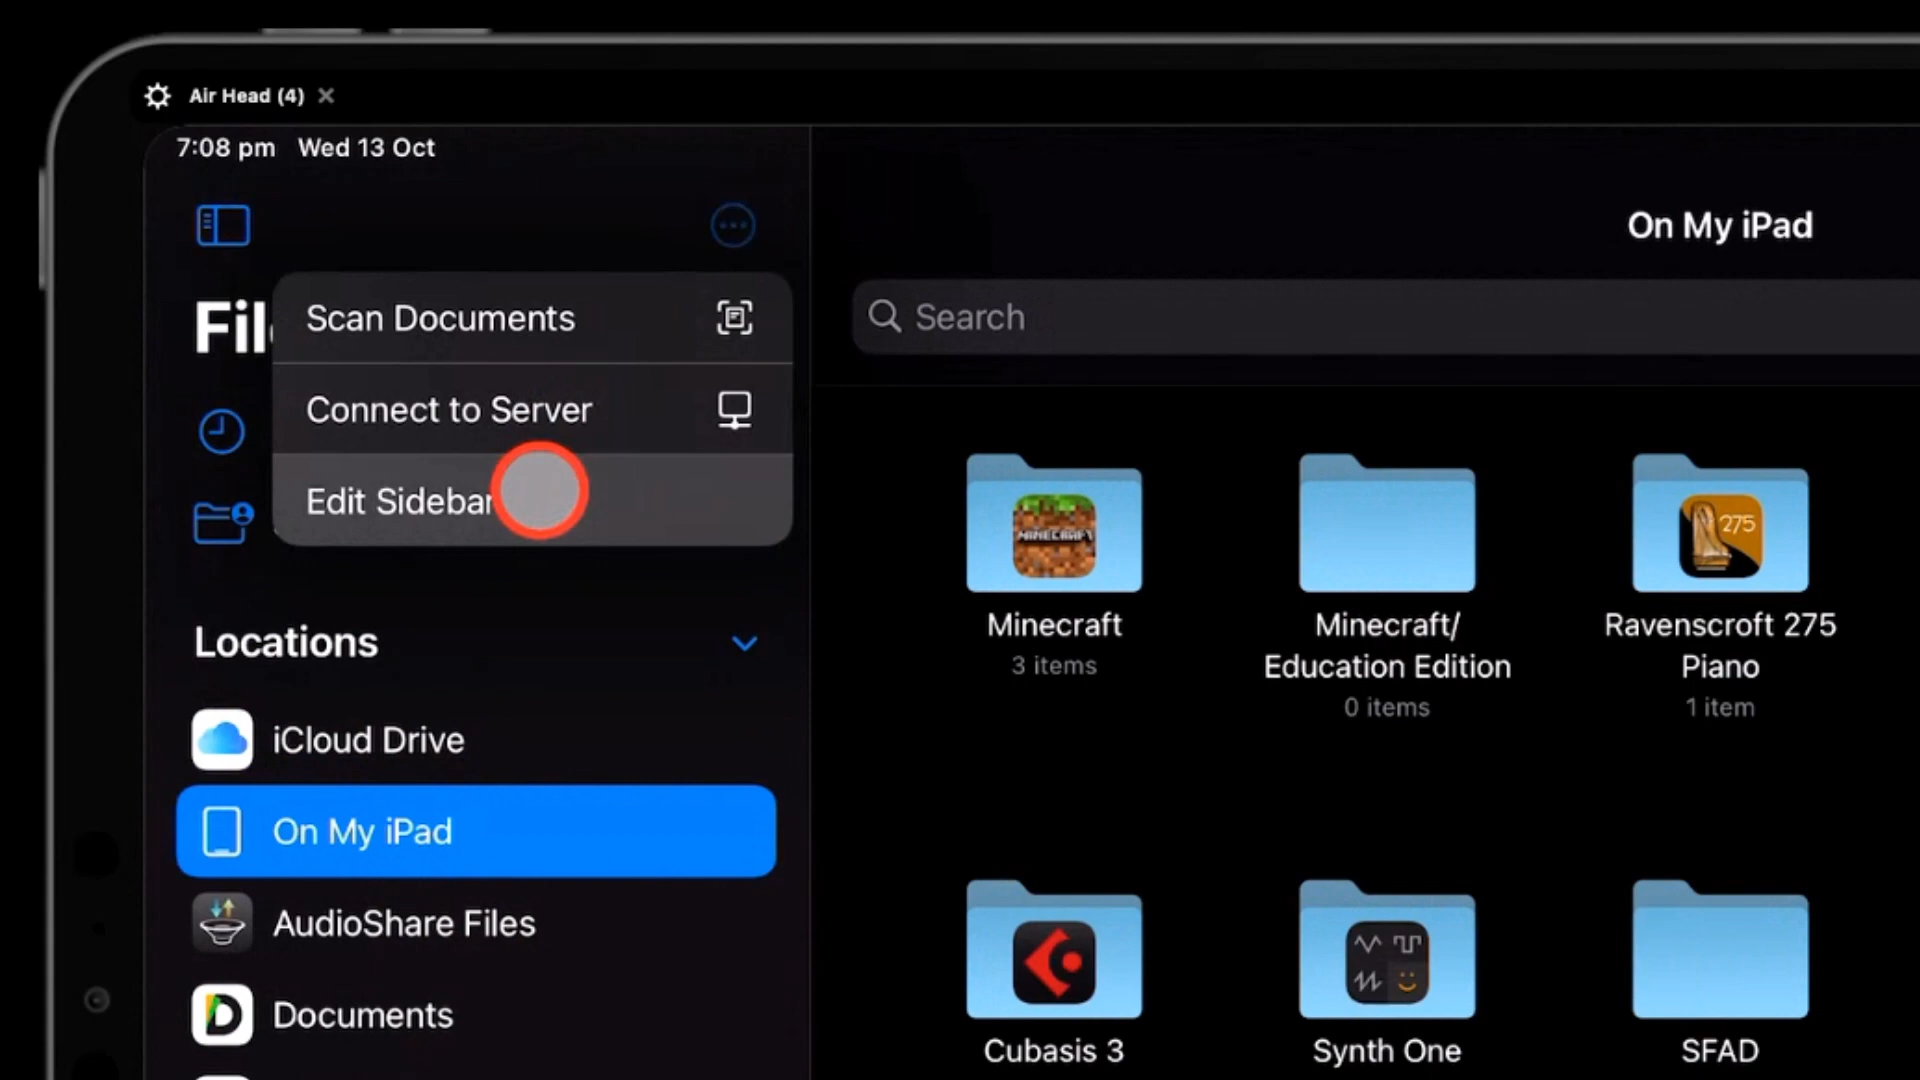 Air Head (4)
7:08 pm Wed 13 Oct
On My iPad
Fil
Scan Documents
Connect to Server
Edit Sidebar
Search
Locations
iCloud Drive
On My iPad
AudioShare Files
Documents
MINECRAFT
Minecraft
3 items
Minecraft/
Education Edition
0 items
275
Ravenscroft 275
Piano
1 item
Cubasis 3
Synth One
SFAD